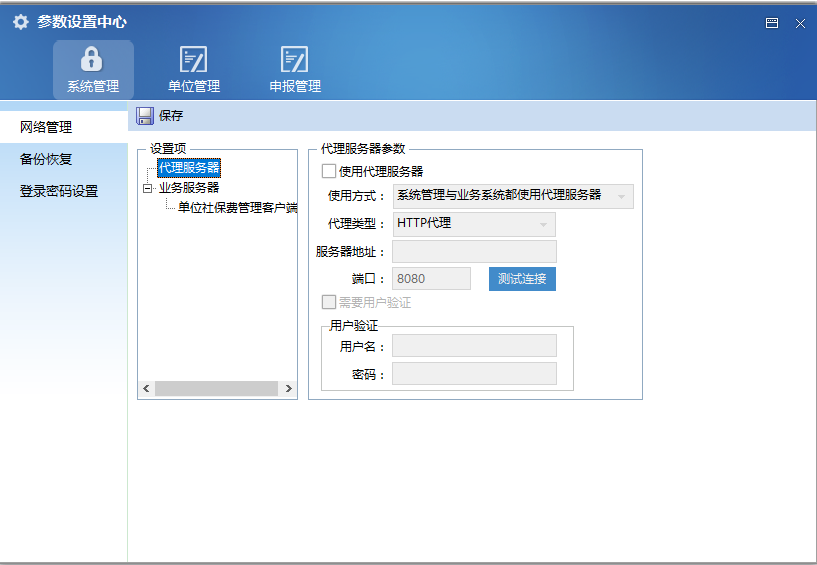 参数设置中心
系统管理
单位管理
申报管理
网络管理
备份恢复
登录密码设置
保存
设置项
代理服务器
业务服务器
单位社保费管理客户端
代理服务器参数
使用代理服务器
使用方式： 系统管理与业务系统都使用代理服务器
代理类型： HTTP代理
服务器地址：
端口： 8080 测试连接
需要用户验证
用户验证
用户名：
密码：